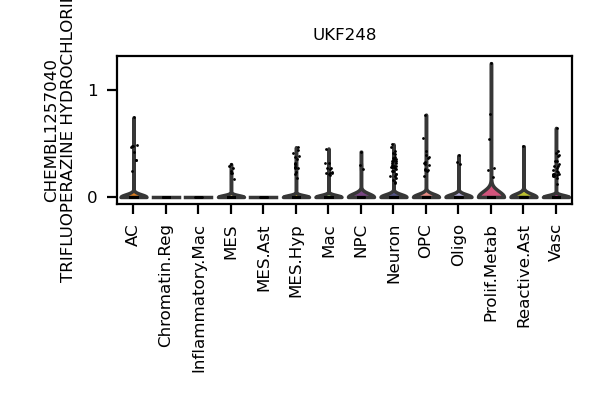 UKF248
CHEMBL1257040
TRIFLUOPERAZINE
1
0
AC
Chromatin.Reg
Inflammatory.Mac
MES
MES.Ast
MES.Hyp
Mac
NPC
Neuron
OPC
Oligo
Prolif.Metab
Reactive.Ast
Vasc